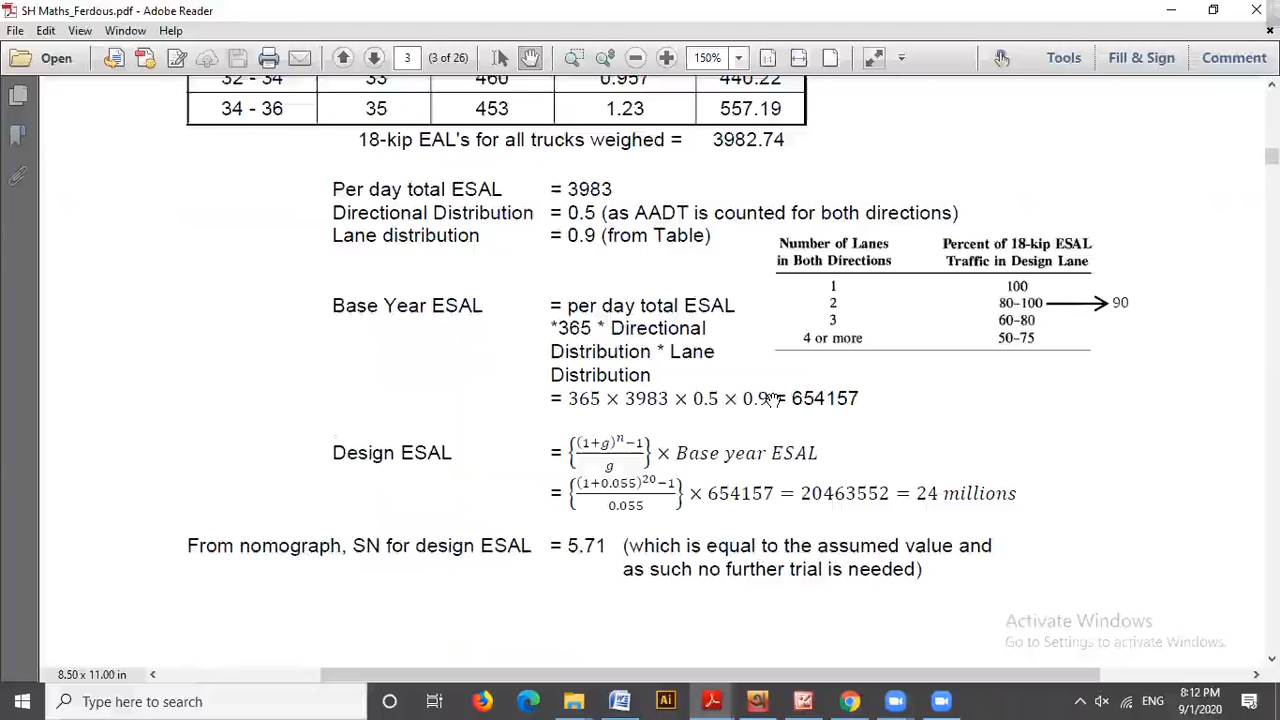 SH Maths_Ferdous.pdf - Adobe Reader
File Edit View Window Help
Open 3 (3 of 26) 150% Tools Fill & Sign Comment
32 - 34 33 460 0.957 440.22
34 - 36 35 453 1.23 557.19
18-kip EAL's for all trucks weighed = 3982.74
Per day total ESAL = 3983
Directional Distribution = 0.5 (as AADT is counted for both directions)
Lane distribution = 0.9 (from Table)
Number of Lanes in Both Directions Percent of 18-kip ESAL Traffic in Design Lane
1 100
2 80–100 90
3 60-80
4 or more 50–75
Base Year ESAL = per day total ESAL
*365 * Directional
Distribution * Lane
Distribution
= 365 × 3983 × 0.5 × 0.9 = 654157
Design ESAL = {((1+g)^n−1)/g} × Base year ESAL
= {((1+0.055)^20−1)/0.055} × 654157 = 20463552 = 24 millions
From nomograph, SN for design ESAL = 5.71 (which is equal to the assumed value and
as such no further trial is needed)
Activate Windows
Go to Settings to activate Windows.
8.50 x 11.00 in
Type here to search
ENG
8:12 PM
9/1/2020